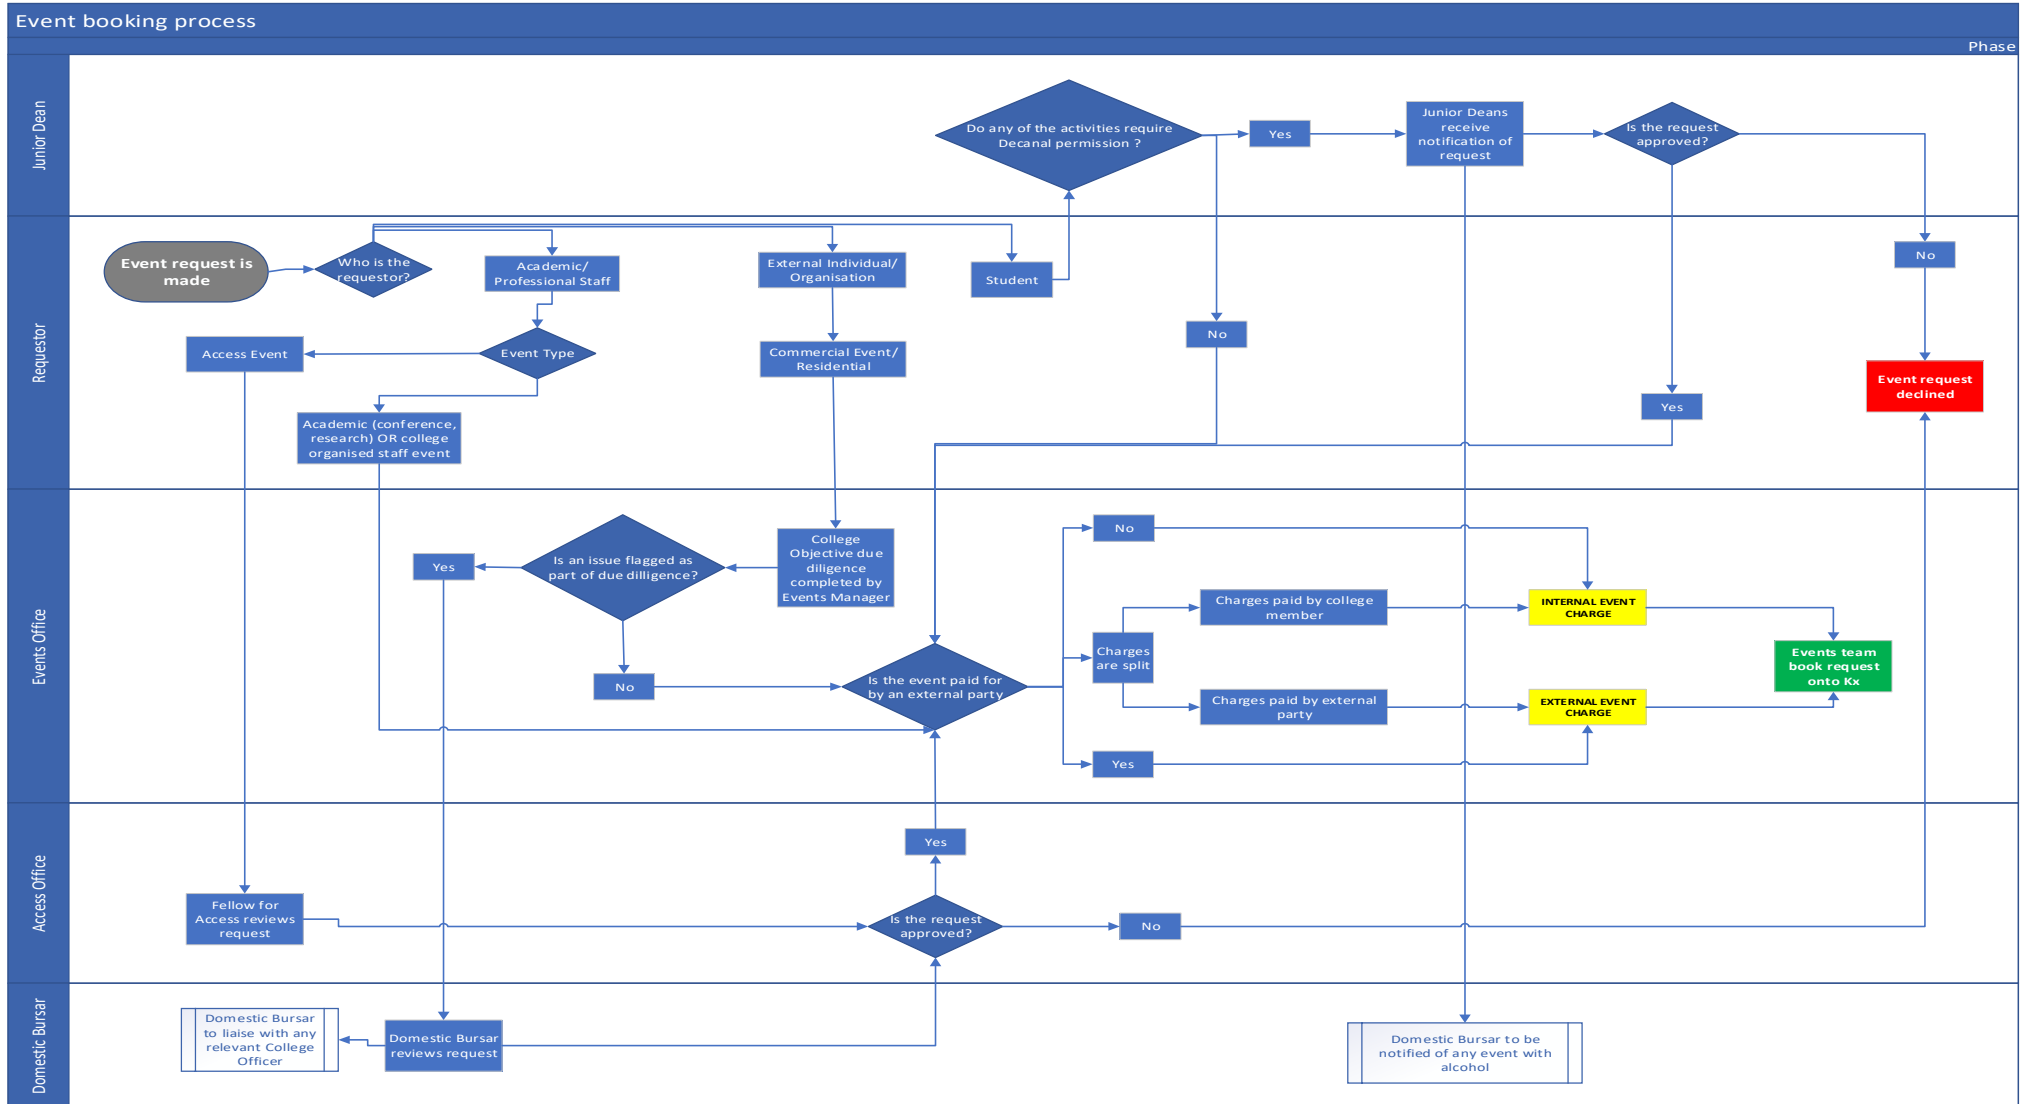 Event booking process
Phase
Junior Dean
Do any of the activities require
Decanal permission ?
Yes
Junior Deans
receive
notification of
request
Is the request
approved?
Requestor
Event request is
made
Who is the
requestor?
Academic/
Professional Staff
External Individual/
Organisation
Student
No
Access Event
Event Type
Commercial Event/
Residential
No
Event request
declined
Academic (conference,
research) OR college
organised staff event
Yes
Events Office
Yes
Is an issue flagged as
part of due dilligence?
College
Objective due
diligence
completed by
Events Manager
No
No
Is the event paid for
by an external party
Charges
are split
Charges paid by college
member
INTERNAL EVENT
CHARGE
Events team
book request
onto Kx
Charges paid by external
party
EXTERNAL EVENT
CHARGE
Yes
Access Office
Yes
Fellow for
Access reviews
request
Is the request
approved?
No
Domestic Bursar
Domestic Bursar
to liaise with any
relevant College
Officer
Domestic Bursar
reviews request
Domestic Bursar to be
notified of any event with
alcohol